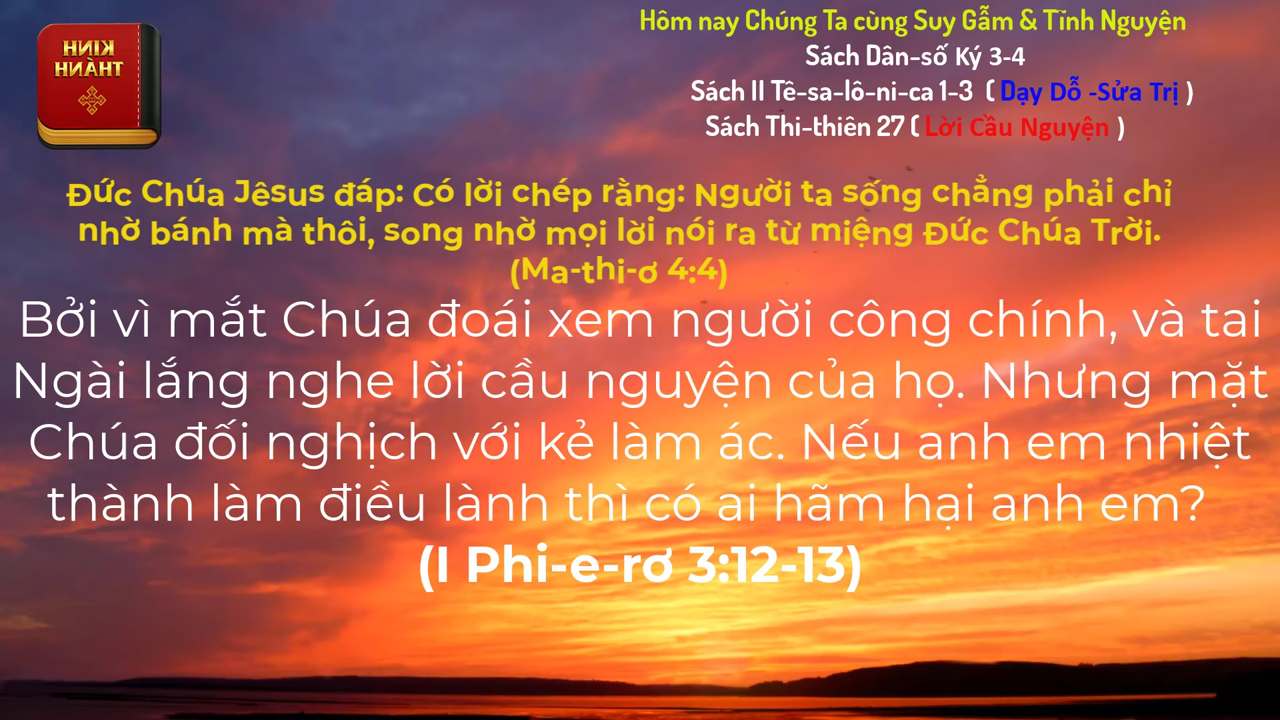 KINH
THÀNH
Hôm nay Chúng Ta cùng Suy Gẫm & Tĩnh Nguyện
Sách Dân-số Ký 3-4
Sách II Tê-sa-lô-ni-ca 1-3 ( Dạy Dỗ -Sửa Trị )
Sách Thi-thiên 27 ( Lời Cầu Nguyện )
Đức Chúa Jêsus đáp: Có lời chép rằng: Người ta sống chẳng phải chỉ
nhờ bánh mà thôi, song nhờ mọi lời nói ra từ miệng Đức Chúa Trời.
(Ma-thi-ơ 4:4)
Bởi vì mắt Chúa đoái xem người công chính, và tai
Ngài lắng nghe lời cầu nguyện của họ. Nhưng mặt
Chúa đối nghịch với kẻ làm ác. Nếu anh em nhiệt
thành làm điều lành thì có ai hãm hại anh em?
(I Phi-e-rơ 3:12-13)